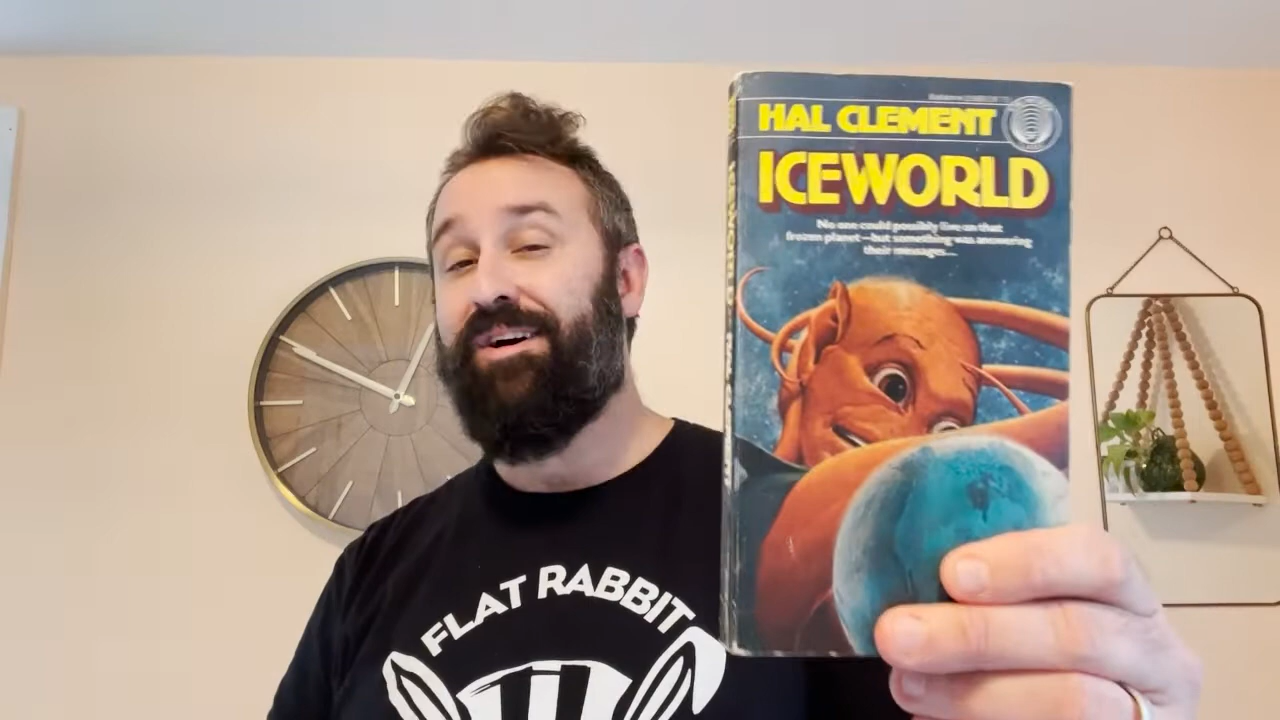 HAL CLEMENT
ICEWORLD
No one could possibly live on that
frozen planet—but something was answering
their messages....
ICEWORLD
FLAT RABBIT